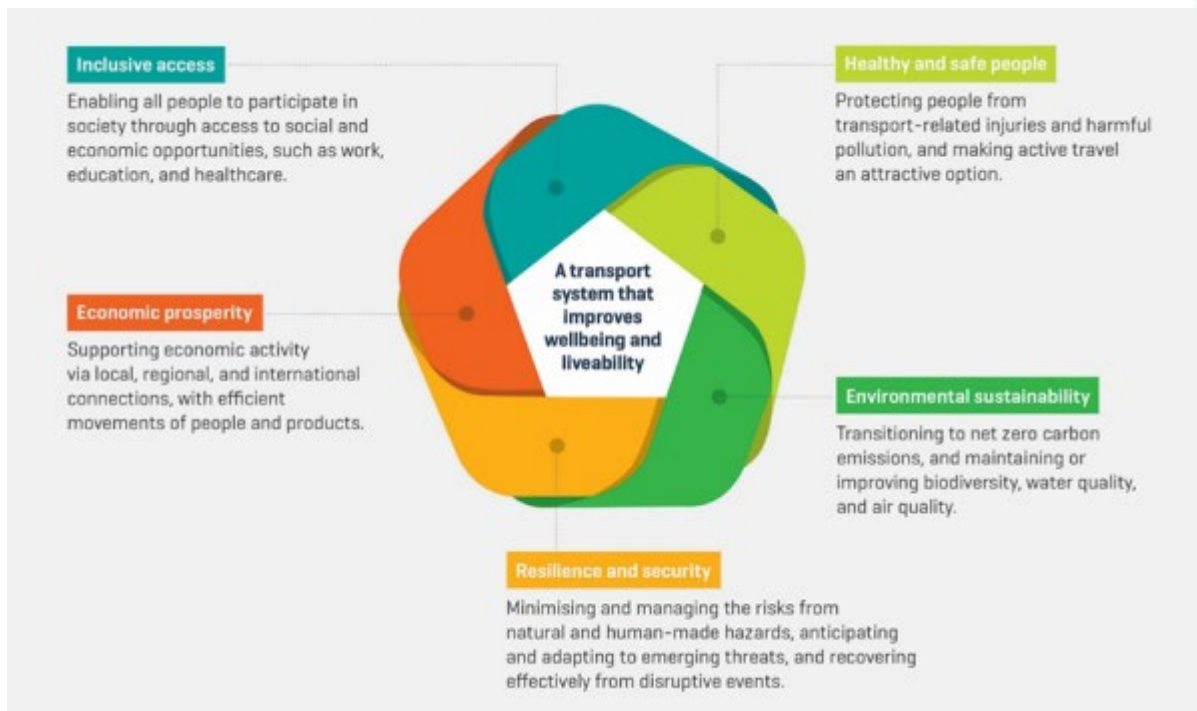 Inclusive access
Enabling all people to participate in
society through access to social and
economic opportunities, such as work,
education, and healthcare.
Healthy and safe people
Protecting people from
transport-related injuries and harmful
pollution, and making active travel
an attractive option.
A transport
system that
improves
wellbeing and
liveability
Economic prosperity
Supporting economic activity
via local, regional, and international
connections, with efficient
movements of people and products.
Environmental sustainability
Transitioning to net zero carbon
emissions, and maintaining or
improving biodiversity, water quality,
and air quality.
Resilience and security
Minimising and managing the risks from
natural and human-made hazards, anticipating
and adapting to emerging threats, and recovering
effectively from disruptive events.